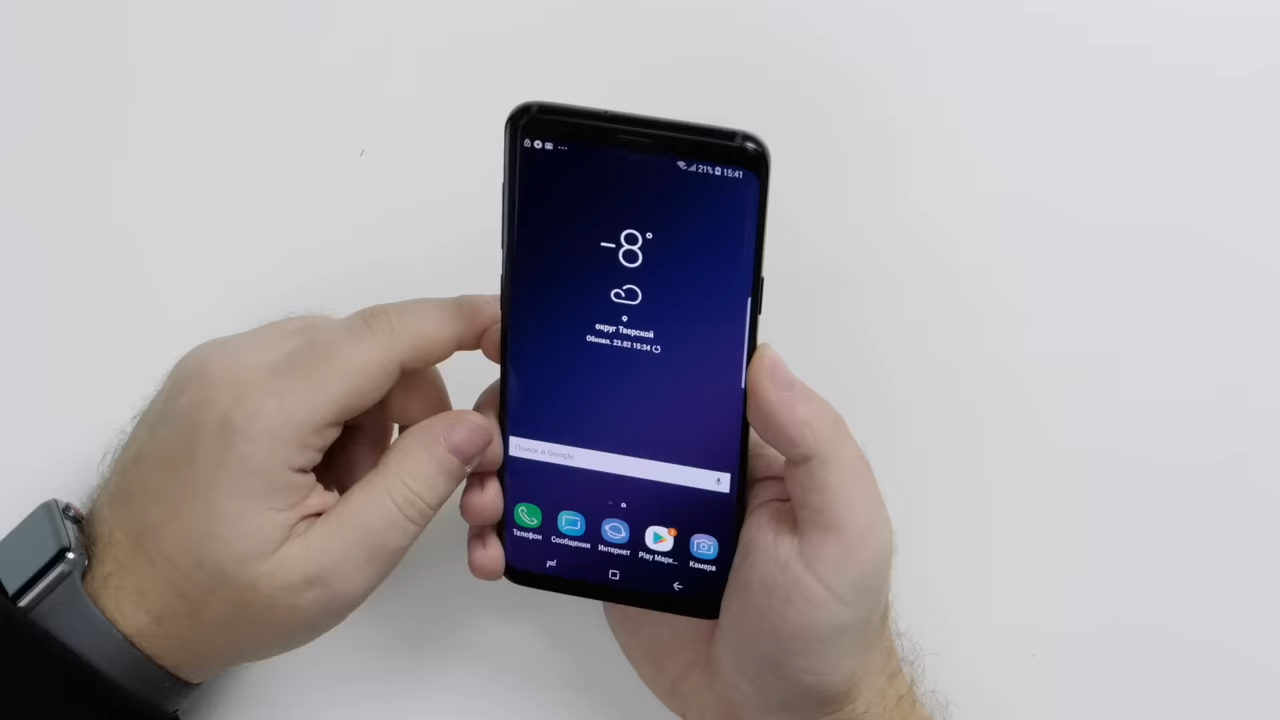 21% 15:41
-8°
округ Тверской
Обновл. 23.02 15:34
Поиск в Google
Телефон
Сообщения
Интернет
Play Марк...
Камера